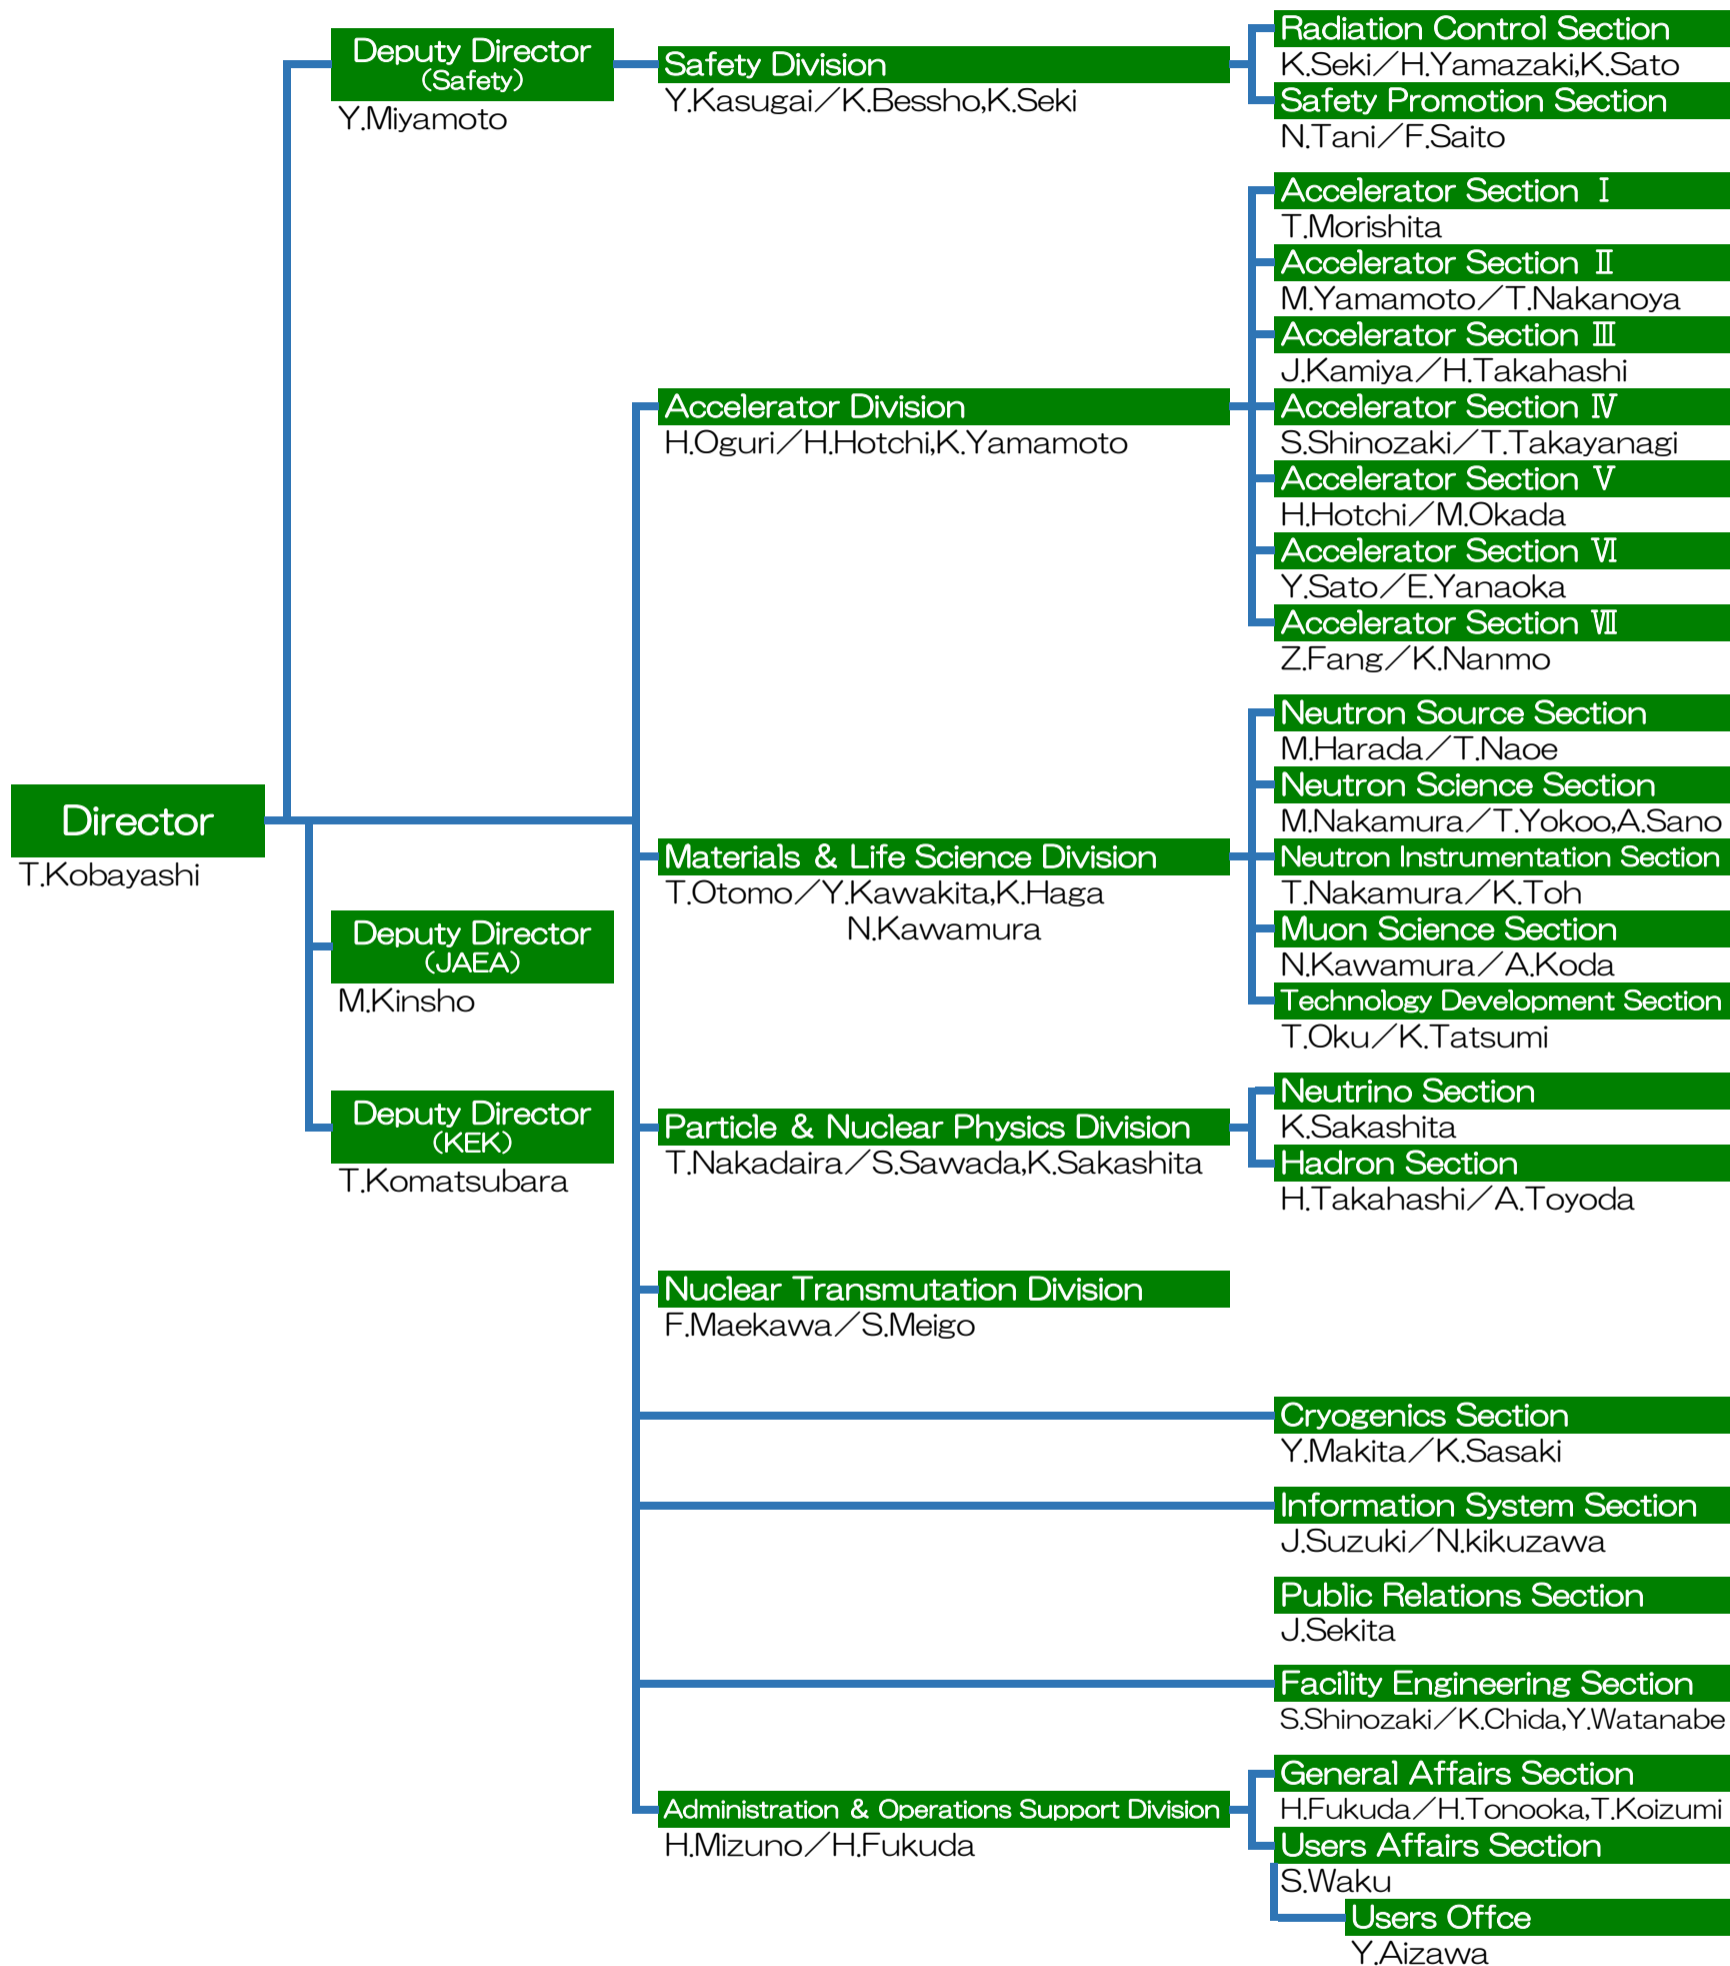 Director
T.Kobayashi
Deputy Director
(Safety)
Y.Miyamoto
Deputy Director
(JAEA)
M.Kinsho
Deputy Director
(KEK)
T.Komatsubara
Safety Division
Y.Kasugai／K.Bessho,K.Seki
Radiation Control Section
K.Seki／H.Yamazaki,K.Sato
Safety Promotion Section
N.Tani／F.Saito
Accelerator Division
H.Oguri／H.Hotchi,K.Yamamoto
Accelerator Section Ⅰ
T.Morishita
Accelerator Section Ⅱ
M.Yamamoto／T.Nakanoya
Accelerator Section Ⅲ
J.Kamiya／H.Takahashi
Accelerator Section Ⅳ
S.Shinozaki／T.Takayanagi
Accelerator Section Ⅴ
H.Hotchi／M.Okada
Accelerator Section Ⅵ
Y.Sato／E.Yanaoka
Accelerator Section Ⅶ
Z.Fang／K.Nanmo
Materials & Life Science Division
T.Otomo／Y.Kawakita,K.Haga
N.Kawamura
Neutron Source Section
M.Harada／T.Naoe
Neutron Science Section
M.Nakamura／T.Yokoo,A.Sano
Neutron Instrumentation Section
T.Nakamura／K.Toh
Muon Science Section
N.Kawamura／A.Koda
Technology Development Section
T.Oku／K.Tatsumi
Particle & Nuclear Physics Division
T.Nakadaira／S.Sawada,K.Sakashita
Neutrino Section
K.Sakashita
Hadron Section
H.Takahashi／A.Toyoda
Nuclear Transmutation Division
F.Maekawa／S.Meigo
Cryogenics Section
Y.Makita／K.Sasaki
Information System Section
J.Suzuki／N.kikuzawa
Public Relations Section
J.Sekita
Facility Engineering Section
S.Shinozaki／K.Chida,Y.Watanabe
Administration & Operations Support Division
H.Mizuno／H.Fukuda
General Affairs Section
H.Fukuda／H.Tonooka,T.Koizumi
Users Affairs Section
S.Waku
Users Offce
Y.Aizawa